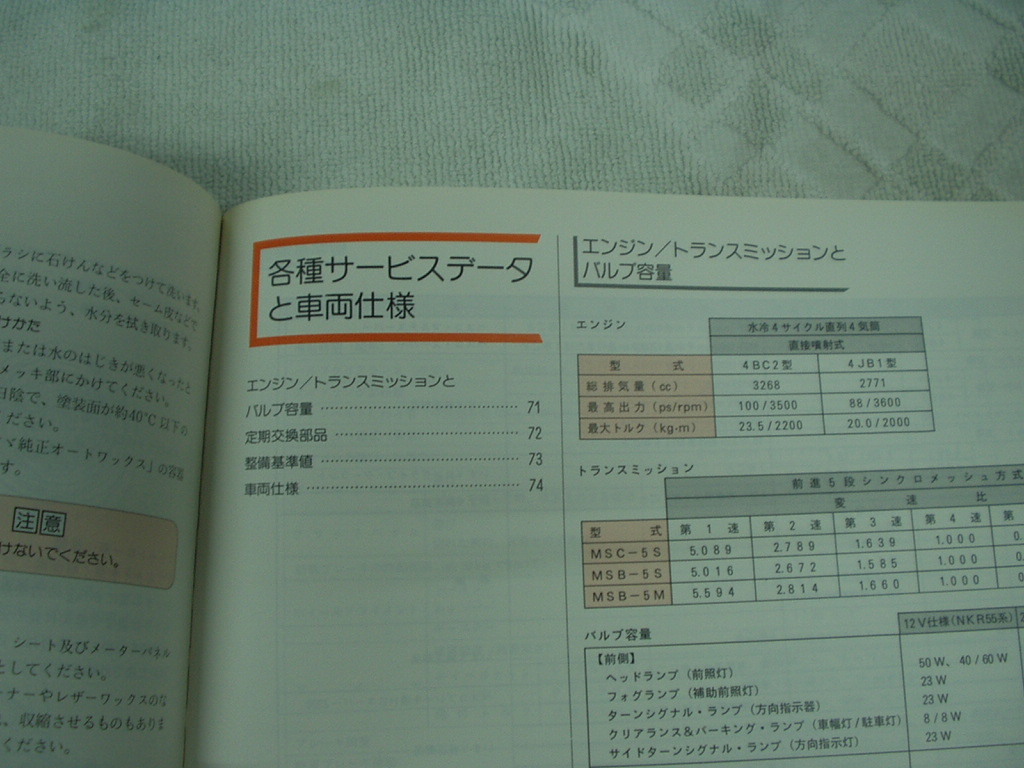 ラシに石けんなどをつけて洗います。
全に洗い流した後、セーム皮などで
らないよう、水分を拭き取ります。
けかた
または水のはじきが悪くなったと
メッキ部にかけてください。
日陰で、塗装面が約40℃以下の
ください。
純正オートワックス」の容器
す。
注意
けないでください。
シート及びメーターパネル
としてください。
ナーやレザーワックスのな
、収縮させるものもありま
ください。
各種サービスデータ
と車両仕様
エンジン／トランスミッションと
バルブ容量 71
定期交換部品 72
整備基準値 73
車両仕様 74
エンジン／トランスミッションと
バルブ容量
エンジン
水冷4サイクル直列4気筒
直接噴射式
型式 4BC2型 4JB1型
総排気量(cc) 3268 2771
最高出力(ps/rpm) 100/3500 88/3600
最大トルク(kg-m) 23.5/2200 20.0/2000
トランスミッション
前進5段シンクロメッシュ方式
変速比
型式 第1速 第2速 第3速 第4速 第
MSC-5S 5.089 2.789 1.639 1.000 0.
MSB-5S 5.016 2.672 1.585 1.000 0.
MSB-5M 5.594 2.814 1.660 1.000 0.
バルブ容量
12V仕様(NKR55系) 2
【前側】
ヘッドランプ(前照灯) 50W、40/60W
フォグランプ(補助前照灯) 23W
ターンシグナル・ランプ(方向指示器) 23W
クリアランス&パーキング・ランプ(車幅灯/駐車灯) 8/8W
サイドターンシグナル・ランプ(方向指示灯) 23W